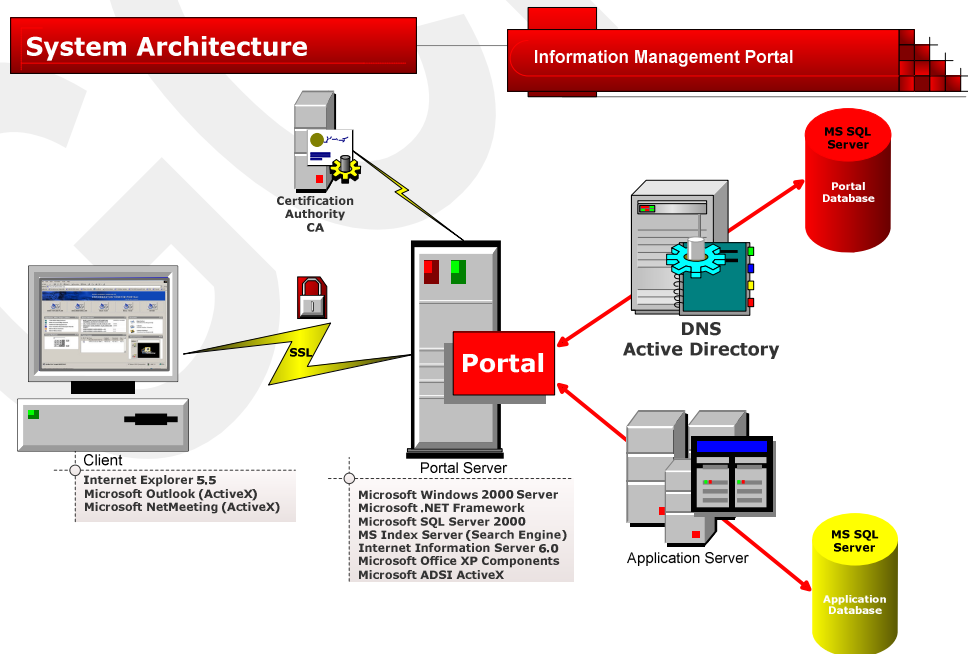 System Architecture
Information Management Portal
Certification
Authority
CA
MS SQL
Server
Portal
Database
DNS
Active Directory
SSL
Portal
Client
Internet Explorer 5.5
Microsoft Outlook (ActiveX)
Microsoft NetMeeting (ActiveX)
Portal Server
Microsoft Windows 2000 Server
Microsoft .NET Framework
Microsoft SQL Server 2000
MS Index Server (Search Engine)
Internet Information Server 6.0
Microsoft Office XP Components
Microsoft ADSI ActiveX
Application Server
MS SQL
Server
Application
Database